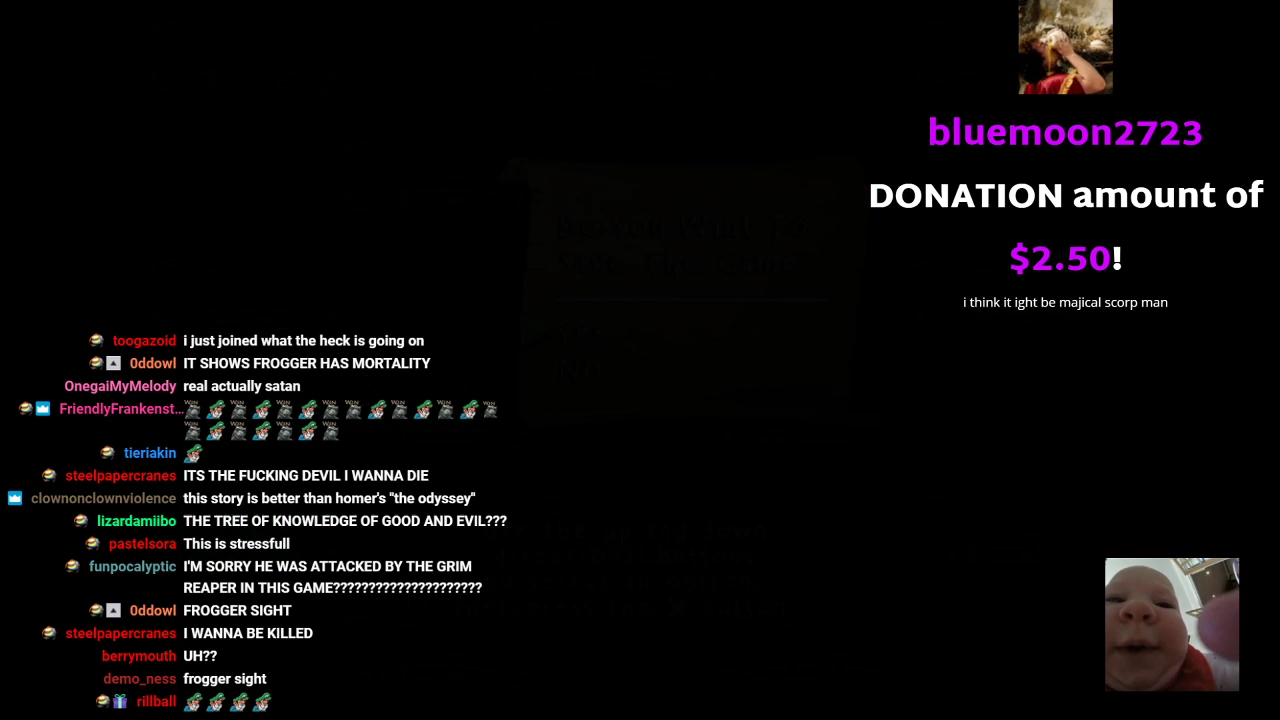 bluemoon2723
DONATION amount of
$2.50!
i think it ight be majical scorp man
toogazoid i just joined what the heck is going on
0ddowl IT SHOWS FROGGER HAS MORTALITY
OnegaiMyMelody real actually satan
FriendlyFrankenst...
tieriakin
steelpapercranes ITS THE FUCKING DEVIL I WANNA DIE
clownonclownviolence this story is better than homer's "the odyssey"
lizardamiibo THE TREE OF KNOWLEDGE OF GOOD AND EVIL???
pastelsora This is stressfull
funpocalyptic I'M SORRY HE WAS ATTACKED BY THE GRIM
REAPER IN THIS GAME?????????????????????
0ddowl FROGGER SIGHT
steelpapercranes I WANNA BE KILLED
berrymouth UH??
demo_ness frogger sight
rillball